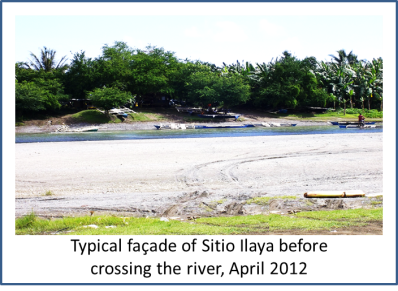 Typical façade of Sitio Ilaya before
crossing the river, April 2012